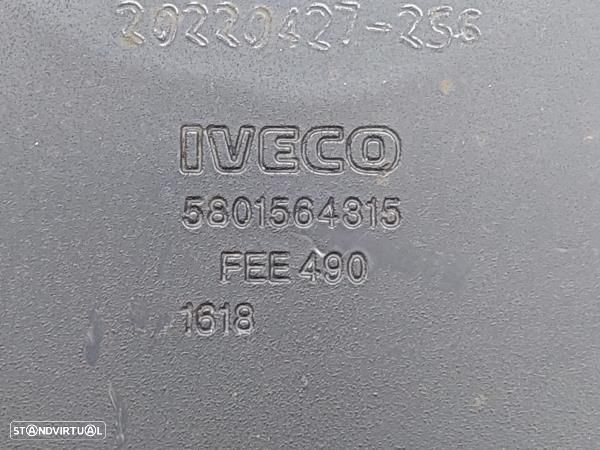 20220427-256
IVECO
5801564315
FEE 490
1618
STANDVIRTUAL